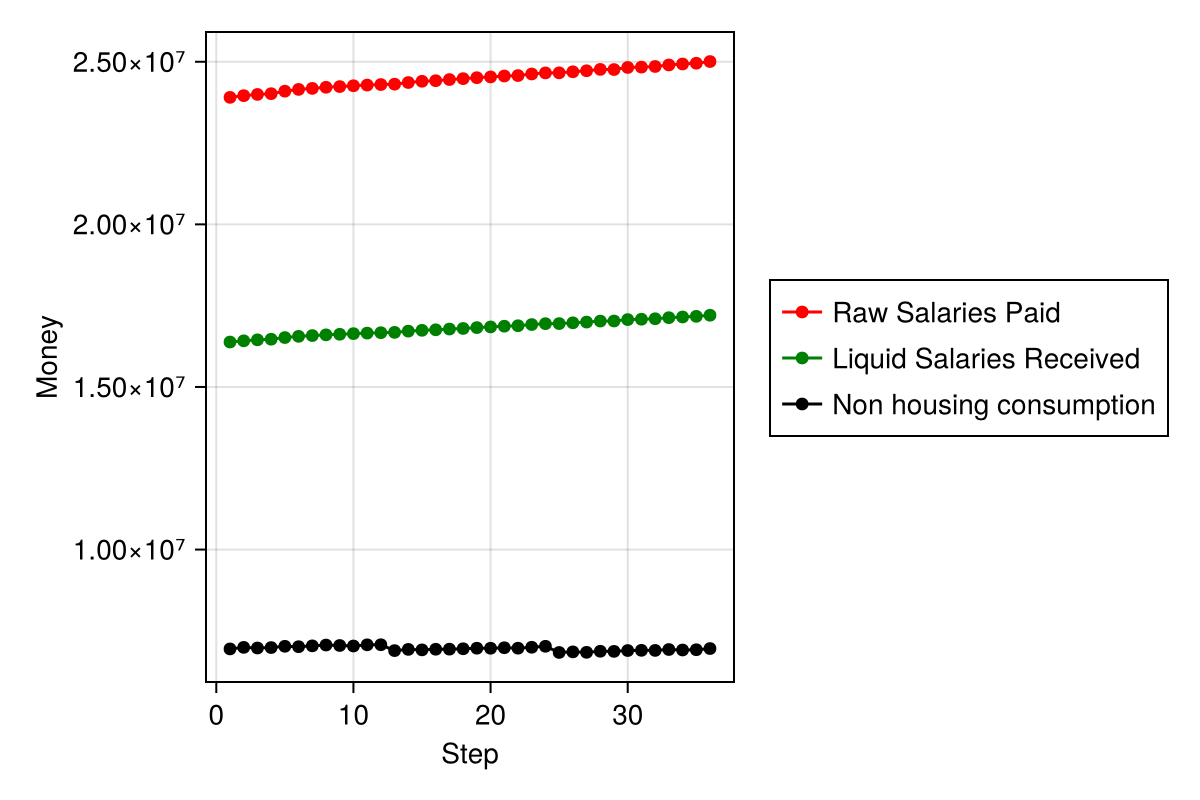 2.50×10⁷
2.00×10⁷
1.50×10⁷
1.00×10⁷
Money
0 10 20 30
Step
Raw Salaries Paid
Liquid Salaries Received
Non housing consumption